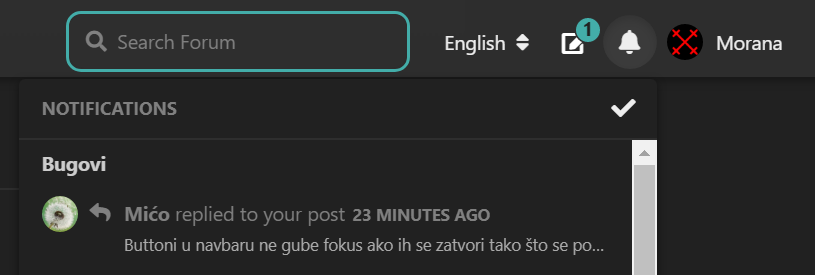 Search Forum English 1 Morana
NOTIFICATIONS
Bugovi
Mićo replied to your post 23 MINUTES AGO
Buttoni u navbaru ne gube fokus ako ih se zatvori tako što se po...